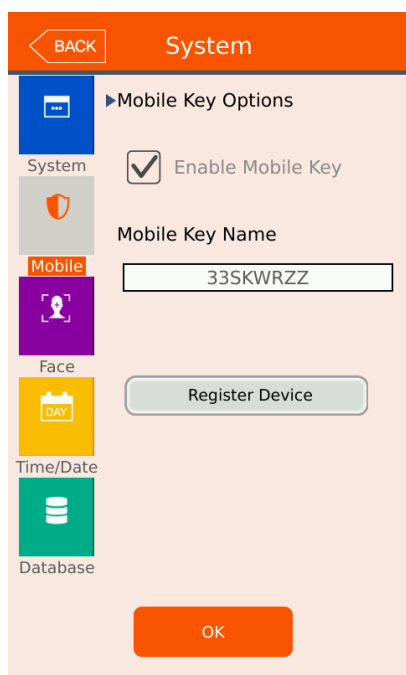 BACK
System
System
Mobile
Face
DAY
Time/Date
Database
Mobile Key Options
Enable Mobile Key
Mobile Key Name
33SKWRZZ
Register Device
OK